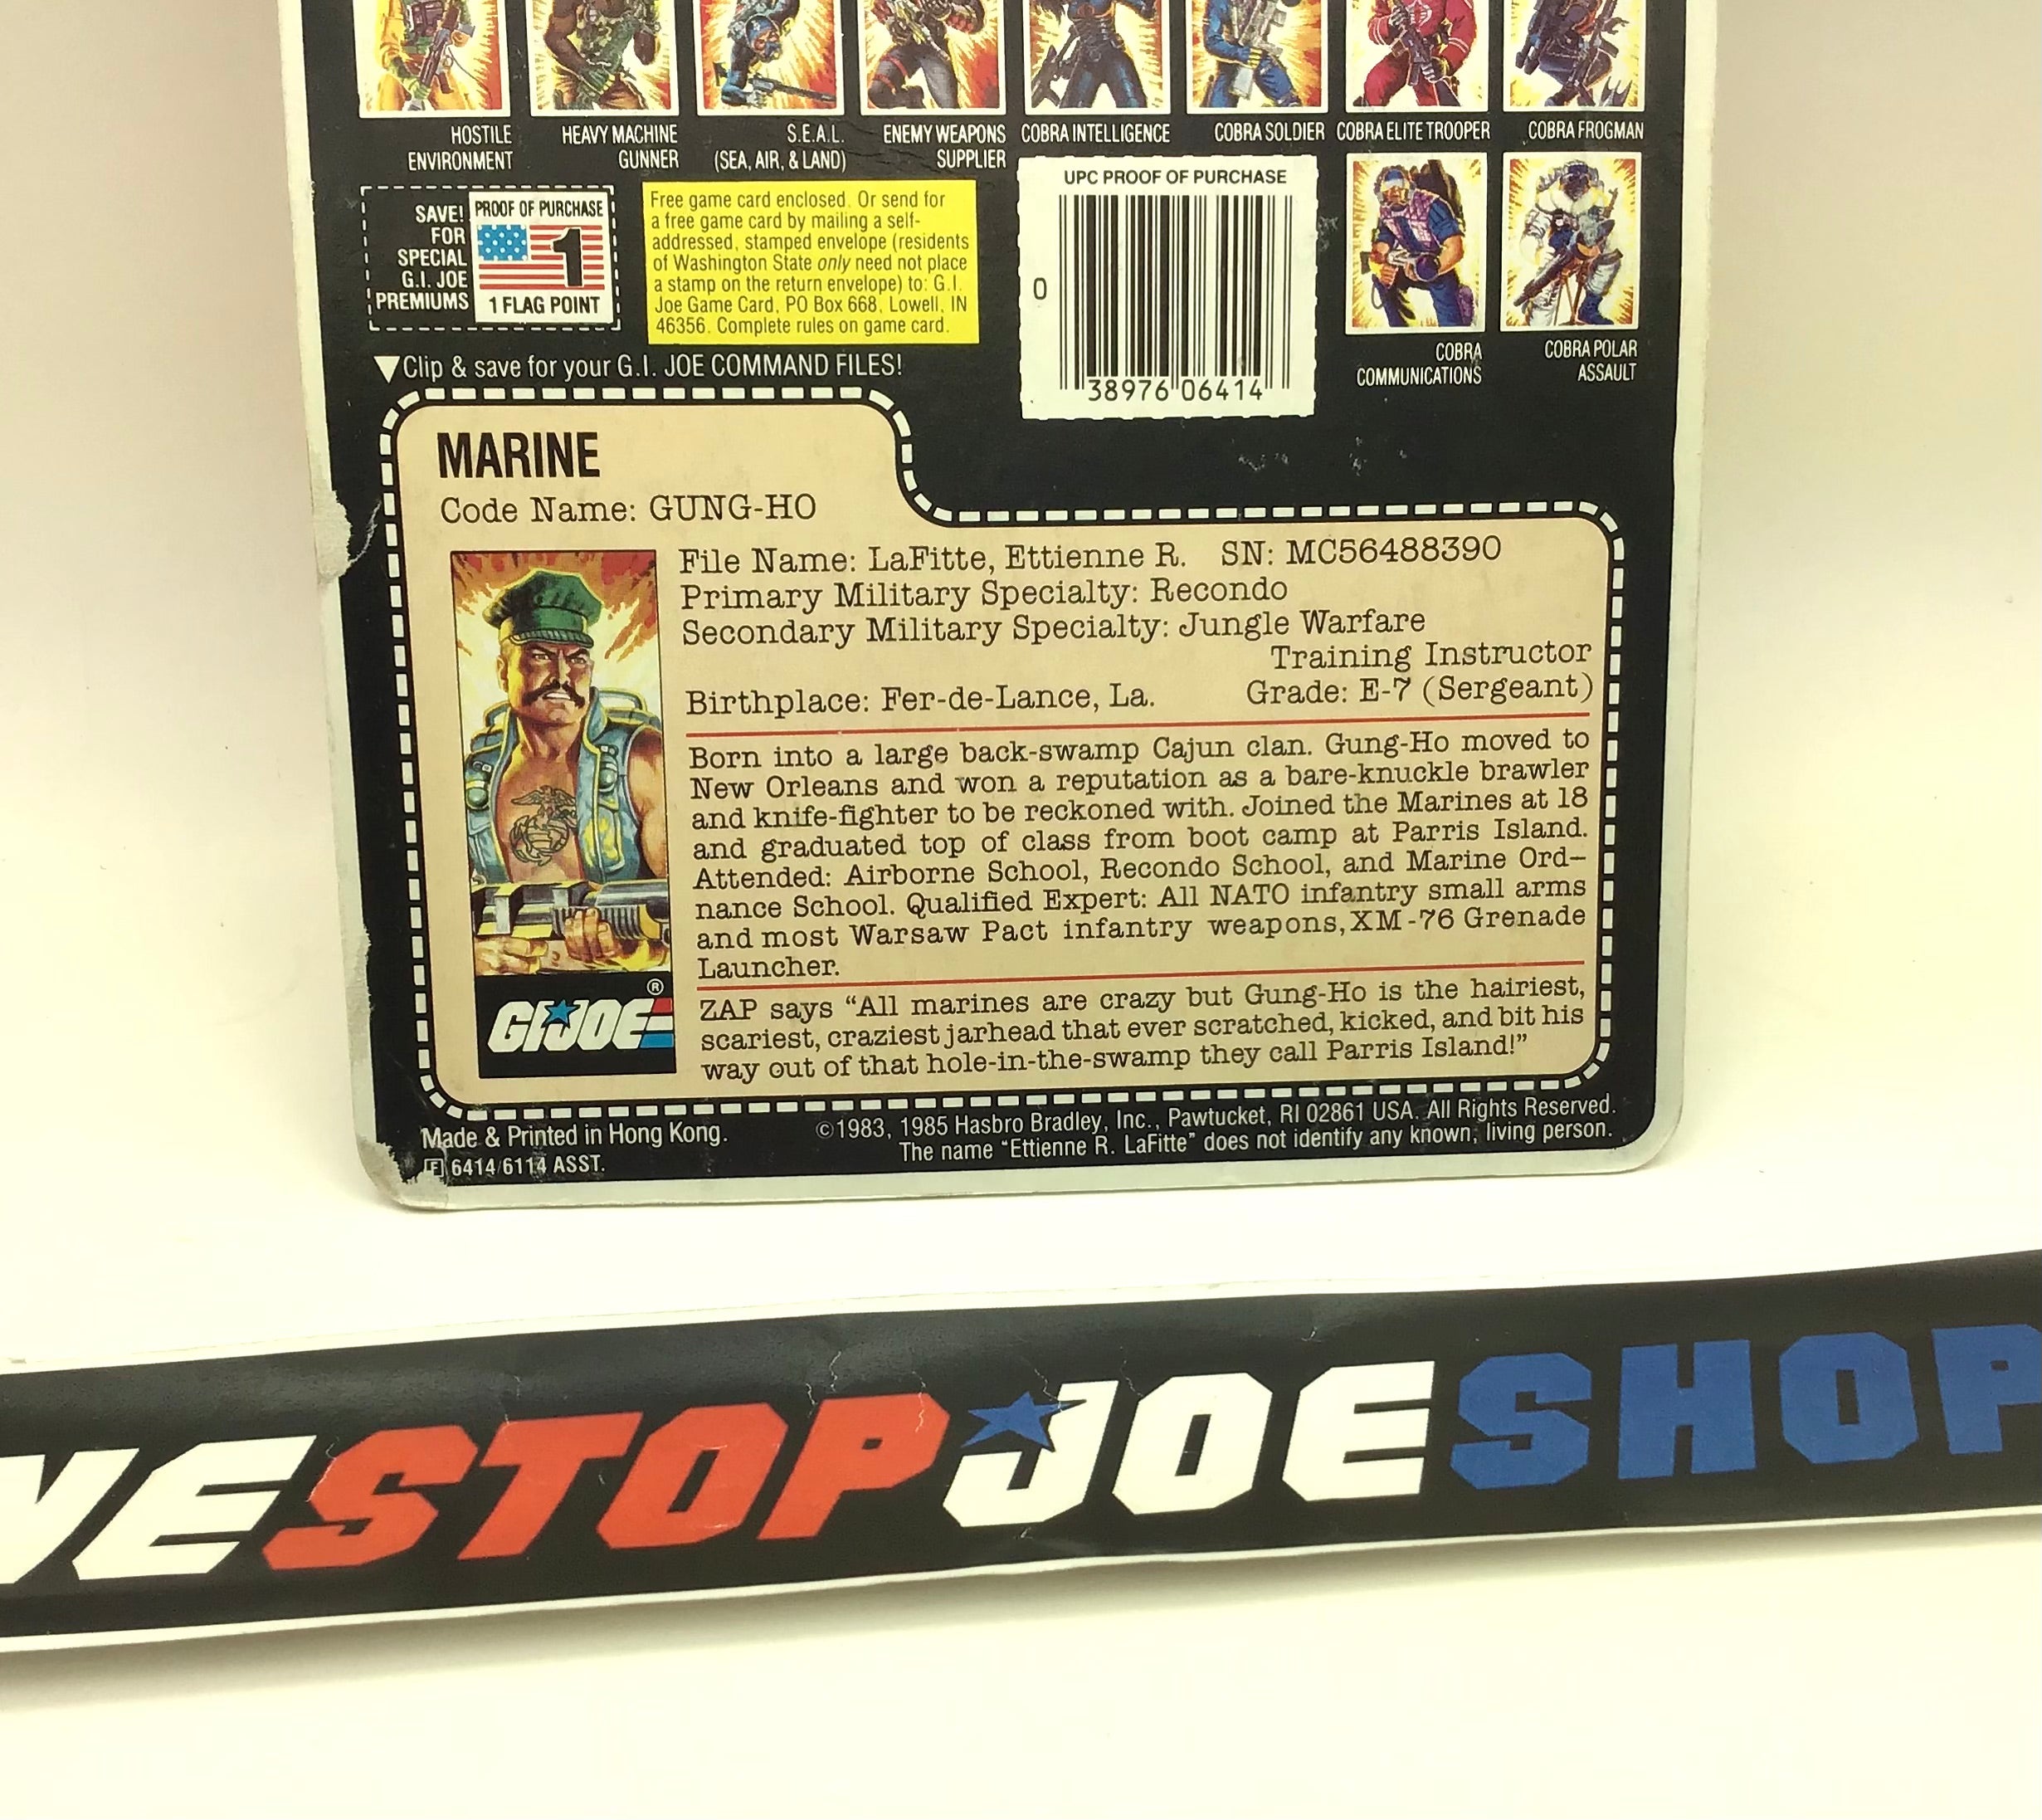 HOSTILE
ENVIRONMENT
HEAVY MACHINE
GUNNER
S.E.A.L.
(SEA, AIR, & LAND)
ENEMY WEAPONS
SUPPLIER
COBRA INTELLIGENCE
COBRA SOLDIER
COBRA ELITE TROOPER
COBRA FROGMAN
SAVE!
FOR
SPECIAL
G.I. JOE
PREMIUMS
PROOF OF PURCHASE
1
1 FLAG POINT
Free game card enclosed. Or send for
a free game card by mailing a self-
addressed, stamped envelope (residents
of Washington State only need not place
a stamp on the return envelope) to: G.I.
Joe Game Card, PO Box 668, Lowell, IN
46356. Complete rules on game card.
UPC PROOF OF PURCHASE
0
38976 06414
COBRA
COMMUNICATIONS
COBRA POLAR
ASSAULT
Clip & save for your G.I. JOE COMMAND FILES!
MARINE
Code Name: GUNG-HO
File Name: LaFitte, Ettienne R. SN: MC56488390
Primary Military Specialty: Recondo
Secondary Military Specialty: Jungle Warfare
Training Instructor
Birthplace: Fer-de-Lance, La. Grade: E-7 (Sergeant)
Born into a large back-swamp Cajun clan. Gung-Ho moved to
New Orleans and won a reputation as a bare-knuckle brawler
and knife-fighter to be reckoned with. Joined the Marines at 18
and graduated top of class from boot camp at Parris Island.
Attended: Airborne School, Recondo School, and Marine Ord-
nance School. Qualified Expert: All NATO infantry small arms
and most Warsaw Pact infantry weapons, XM-76 Grenade
Launcher.
ZAP says “All marines are crazy but Gung-Ho is the hairiest,
scariest, craziest jarhead that ever scratched, kicked, and bit his
way out of that hole-in-the-swamp they call Parris Island!”
GI JOE ®
Made & Printed in Hong Kong.
F 6414/6114 ASST.
©1983, 1985 Hasbro Bradley, Inc., Pawtucket, RI 02861 USA. All Rights Reserved.
The name “Ettienne R. LaFitte” does not identify any known, living person.
NESTOPJOESHOP